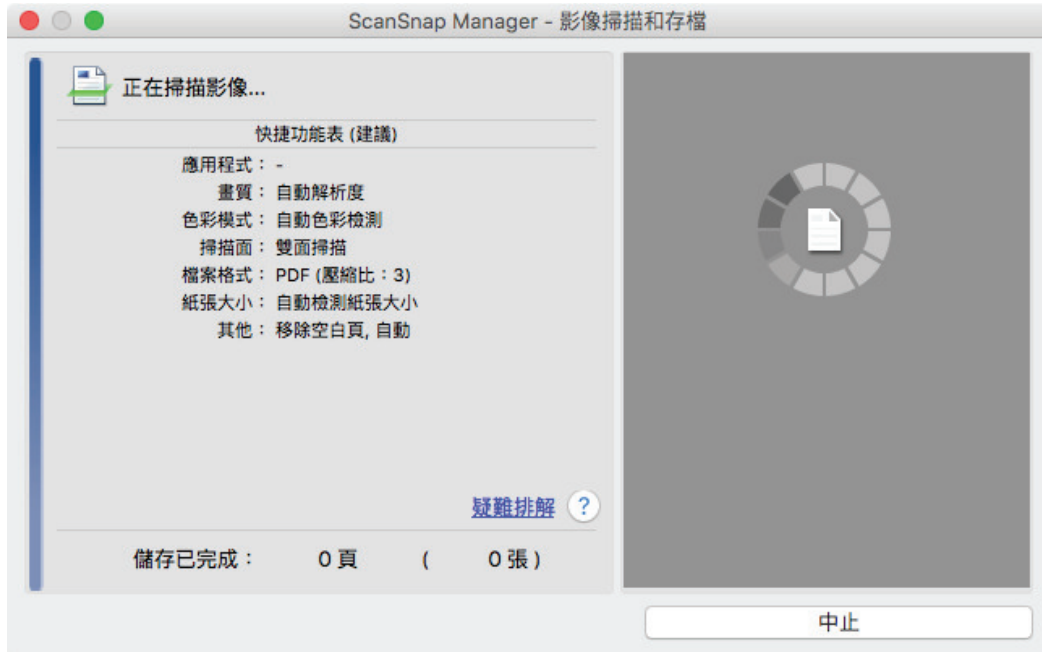 ScanSnap Manager - 影像掃描和存檔
正在掃描影像...
快捷功能表 (建議)
應用程式： -
畫質： 自動解析度
色彩模式： 自動色彩檢測
掃描面： 雙面掃描
檔案格式： PDF (壓縮比：3)
紙張大小： 自動檢測紙張大小
其他： 移除空白頁, 自動
疑難排解 ?
儲存已完成： 0 頁 ( 0 張 )
中止